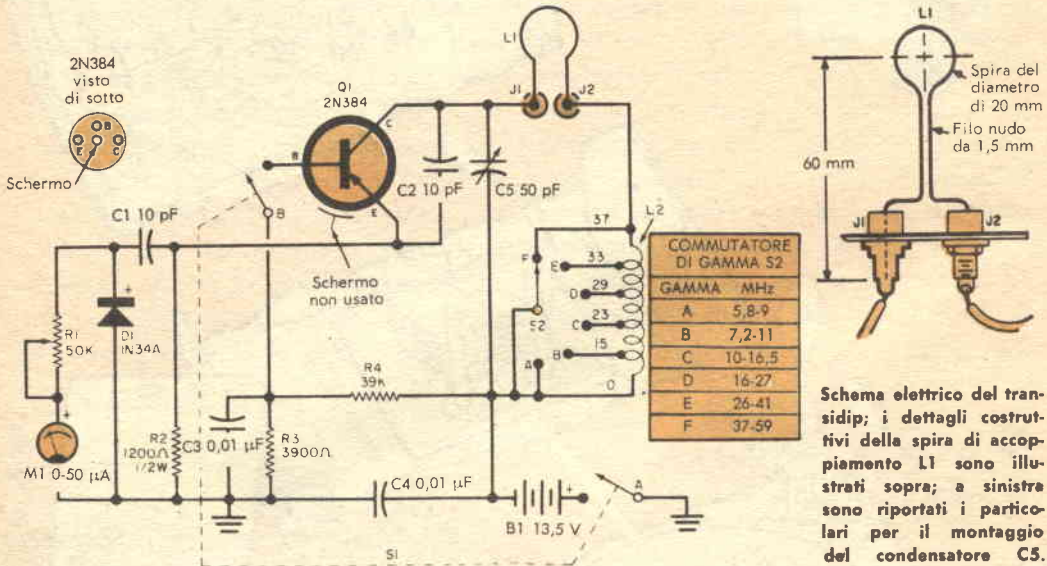 2N384
visto
di sotto
B
E
C
Schermo
Q1
2N384
B
C
E
Schermo
non usato
C1 10 pF
C2 10 pF
C5 50 pF
L1
J1
J2
R1
50K
D1
1N34A
M1 0-50 µA
R2
1200Ω
1/2W
B
C3 0,01 µF
R3
3900Ω
R4
39K
C4 0,01 µF
B1 13,5 V
A
S1
L2
37
F
E 33
D 29
S2
C 23
B 15
A
0
COMMUTATORE
DI GAMMA S2
GAMMA MHz
A 5,8-9
B 7,2-11
C 10-16,5
D 16-27
E 26-41
F 37-59
L1
Spira del
diametro
di 20 mm
Filo nudo
da 1,5 mm
60 mm
J1
J2
Schema elettrico del tran-
sidip; i dettagli costrut-
tivi della spira di accop-
piamento L1 sono illu-
strati sopra; a sinistra
sono riportati i partico-
lari per il montaggio
del condensatore C5.